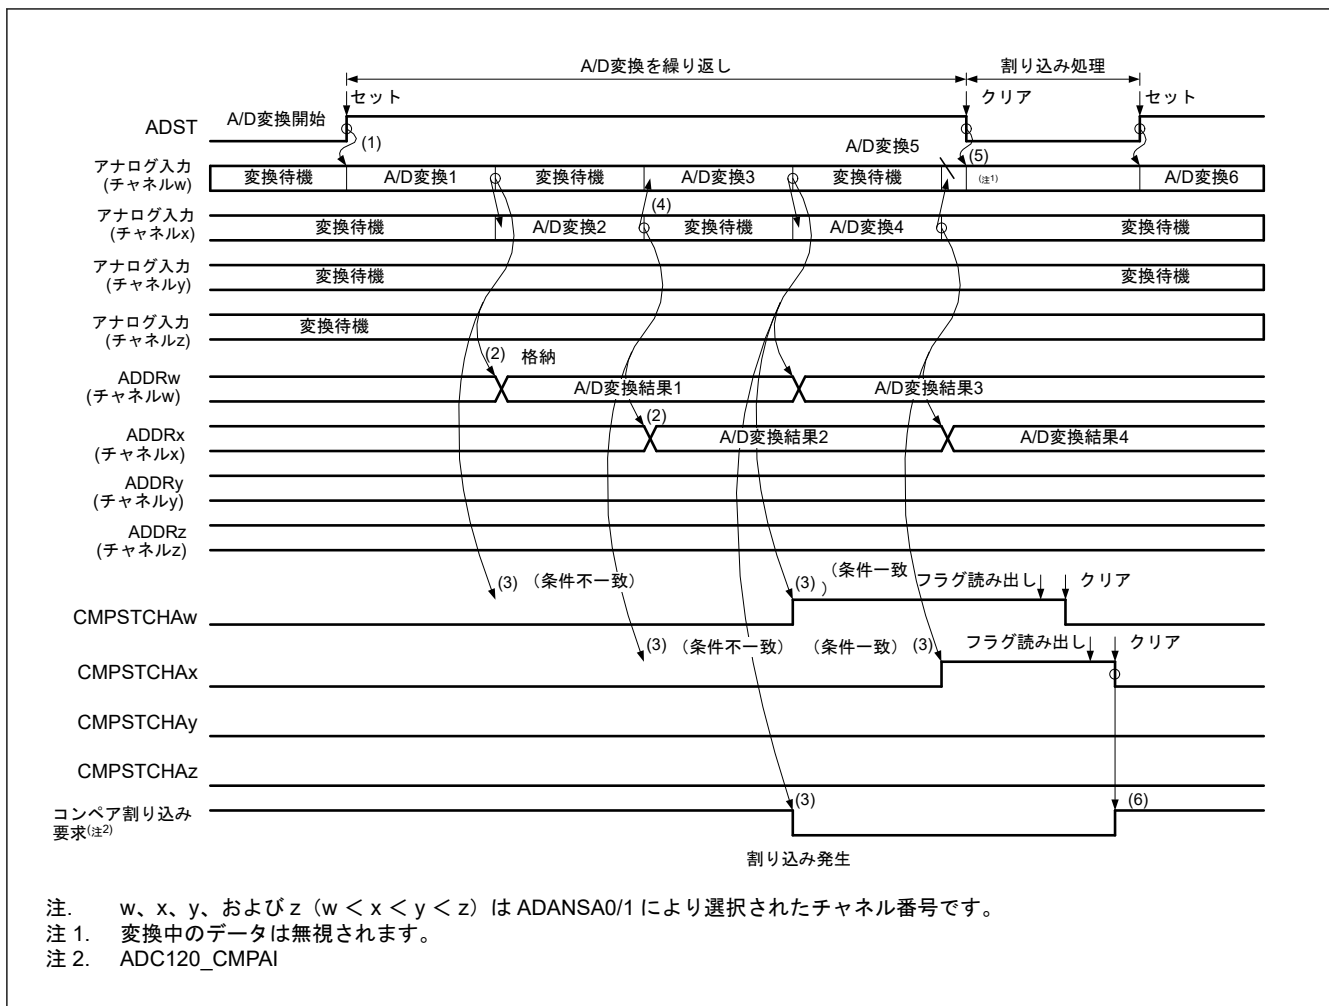 A/D変換を繰り返し 割り込み処理
セット クリア セット
ADST A/D変換開始 (1) A/D変換5 (5)
アナログ入力
(チャネルw) 変換待機 A/D変換1 変換待機 A/D変換3 変換待機 (注1) A/D変換6
(4)
アナログ入力
(チャネルx) 変換待機 A/D変換2 変換待機 A/D変換4 変換待機
アナログ入力
(チャネルy) 変換待機 変換待機
アナログ入力
(チャネルz) 変換待機
(2) 格納
ADDRw
(チャネルw) A/D変換結果1 A/D変換結果3
(2)
ADDRx
(チャネルx) A/D変換結果2 A/D変換結果4
ADDRy
(チャネルy)
ADDRz
(チャネルz)
(3) (条件不一致) (3) (条件一致) フラグ読み出し クリア
CMPSTCHAw
(3) (条件不一致) (条件一致) (3) フラグ読み出し クリア
CMPSTCHAx
CMPSTCHAy
CMPSTCHAz
(3) (6)
コンペア割り込み
要求(注2)
割り込み発生
注. w、x、y、および z(w < x < y < z)は ADANSA0/1 により選択されたチャネル番号です。
注 1. 変換中のデータは無視されます。
注 2. ADC120_CMPAI